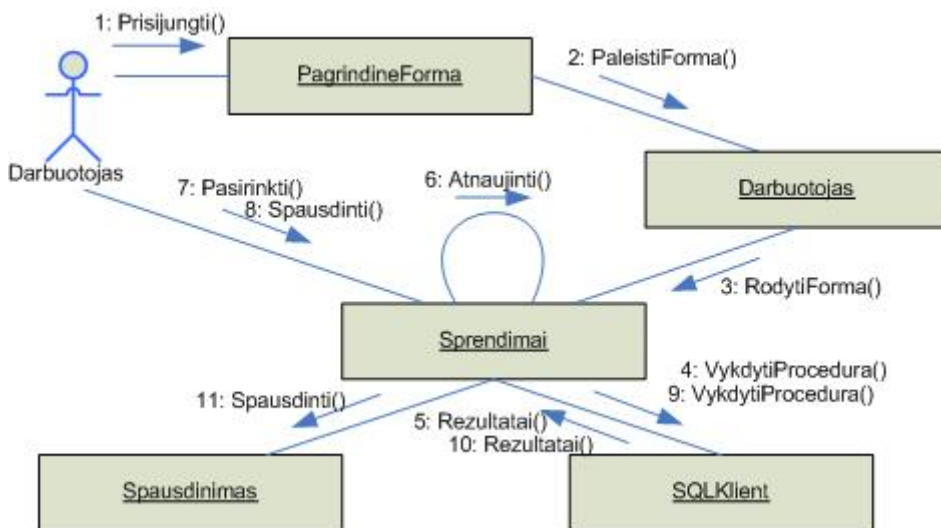 1: Prisijungti()
PagrindineForma
2: PaleistiForma()
Darbuotojas
Darbuotojas
7: Pasirinkti()
8: Spausdinti()
6: Atnaujinti()
3: RodytiForma()
Sprendimai
4: VykdytiProcedura()
9: VykdytiProcedura()
11: Spausdinti()
5: Rezultatai()
10: Rezultatai()
Spausdinimas
SQLKlient